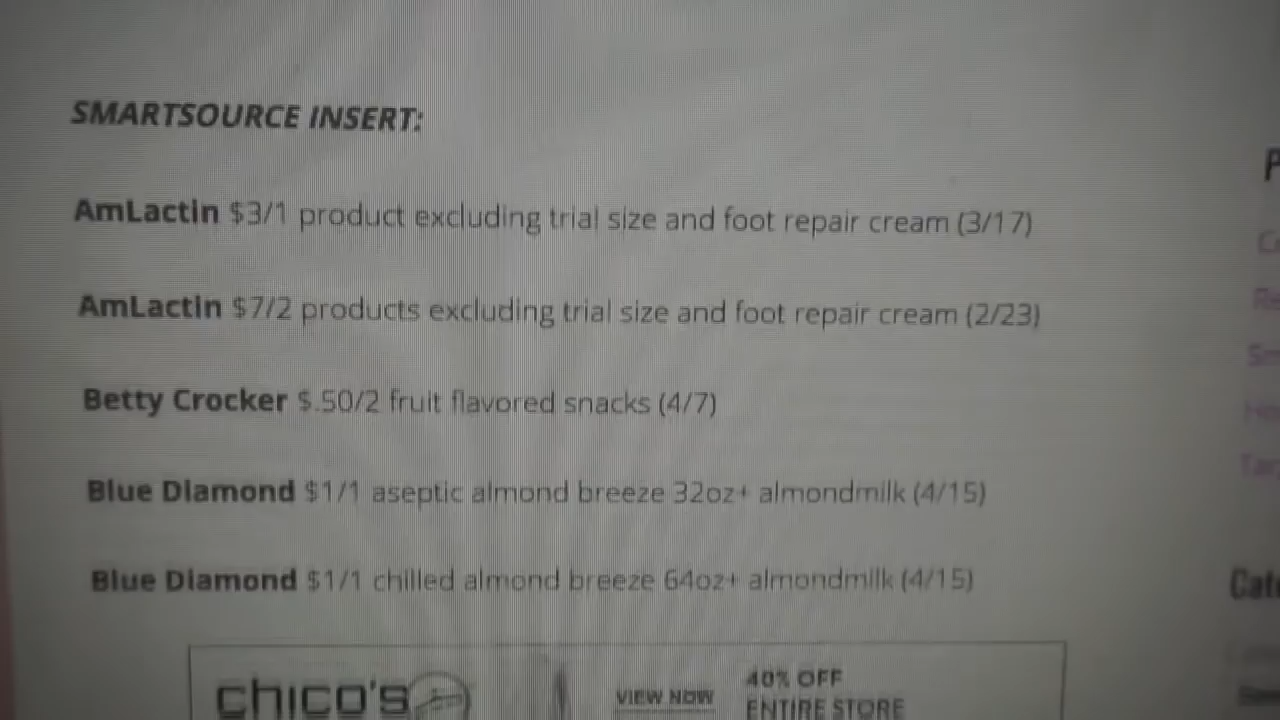 SMARTSOURCE INSERT:
AmLactin $3/1 product excluding trial size and foot repair cream (3/17)
AmLactin $7/2 products excluding trial size and foot repair cream (2/23)
Betty Crocker $.50/2 fruit flavored snacks (4/7)
Blue Diamond $1/1 aseptic almond breeze 32oz+ almondmilk (4/15)
Blue Diamond $1/1 chilled almond breeze 64oz+ almondmilk (4/15)
chico's
VIEW NOW
40% OFF
ENTIRE STORE